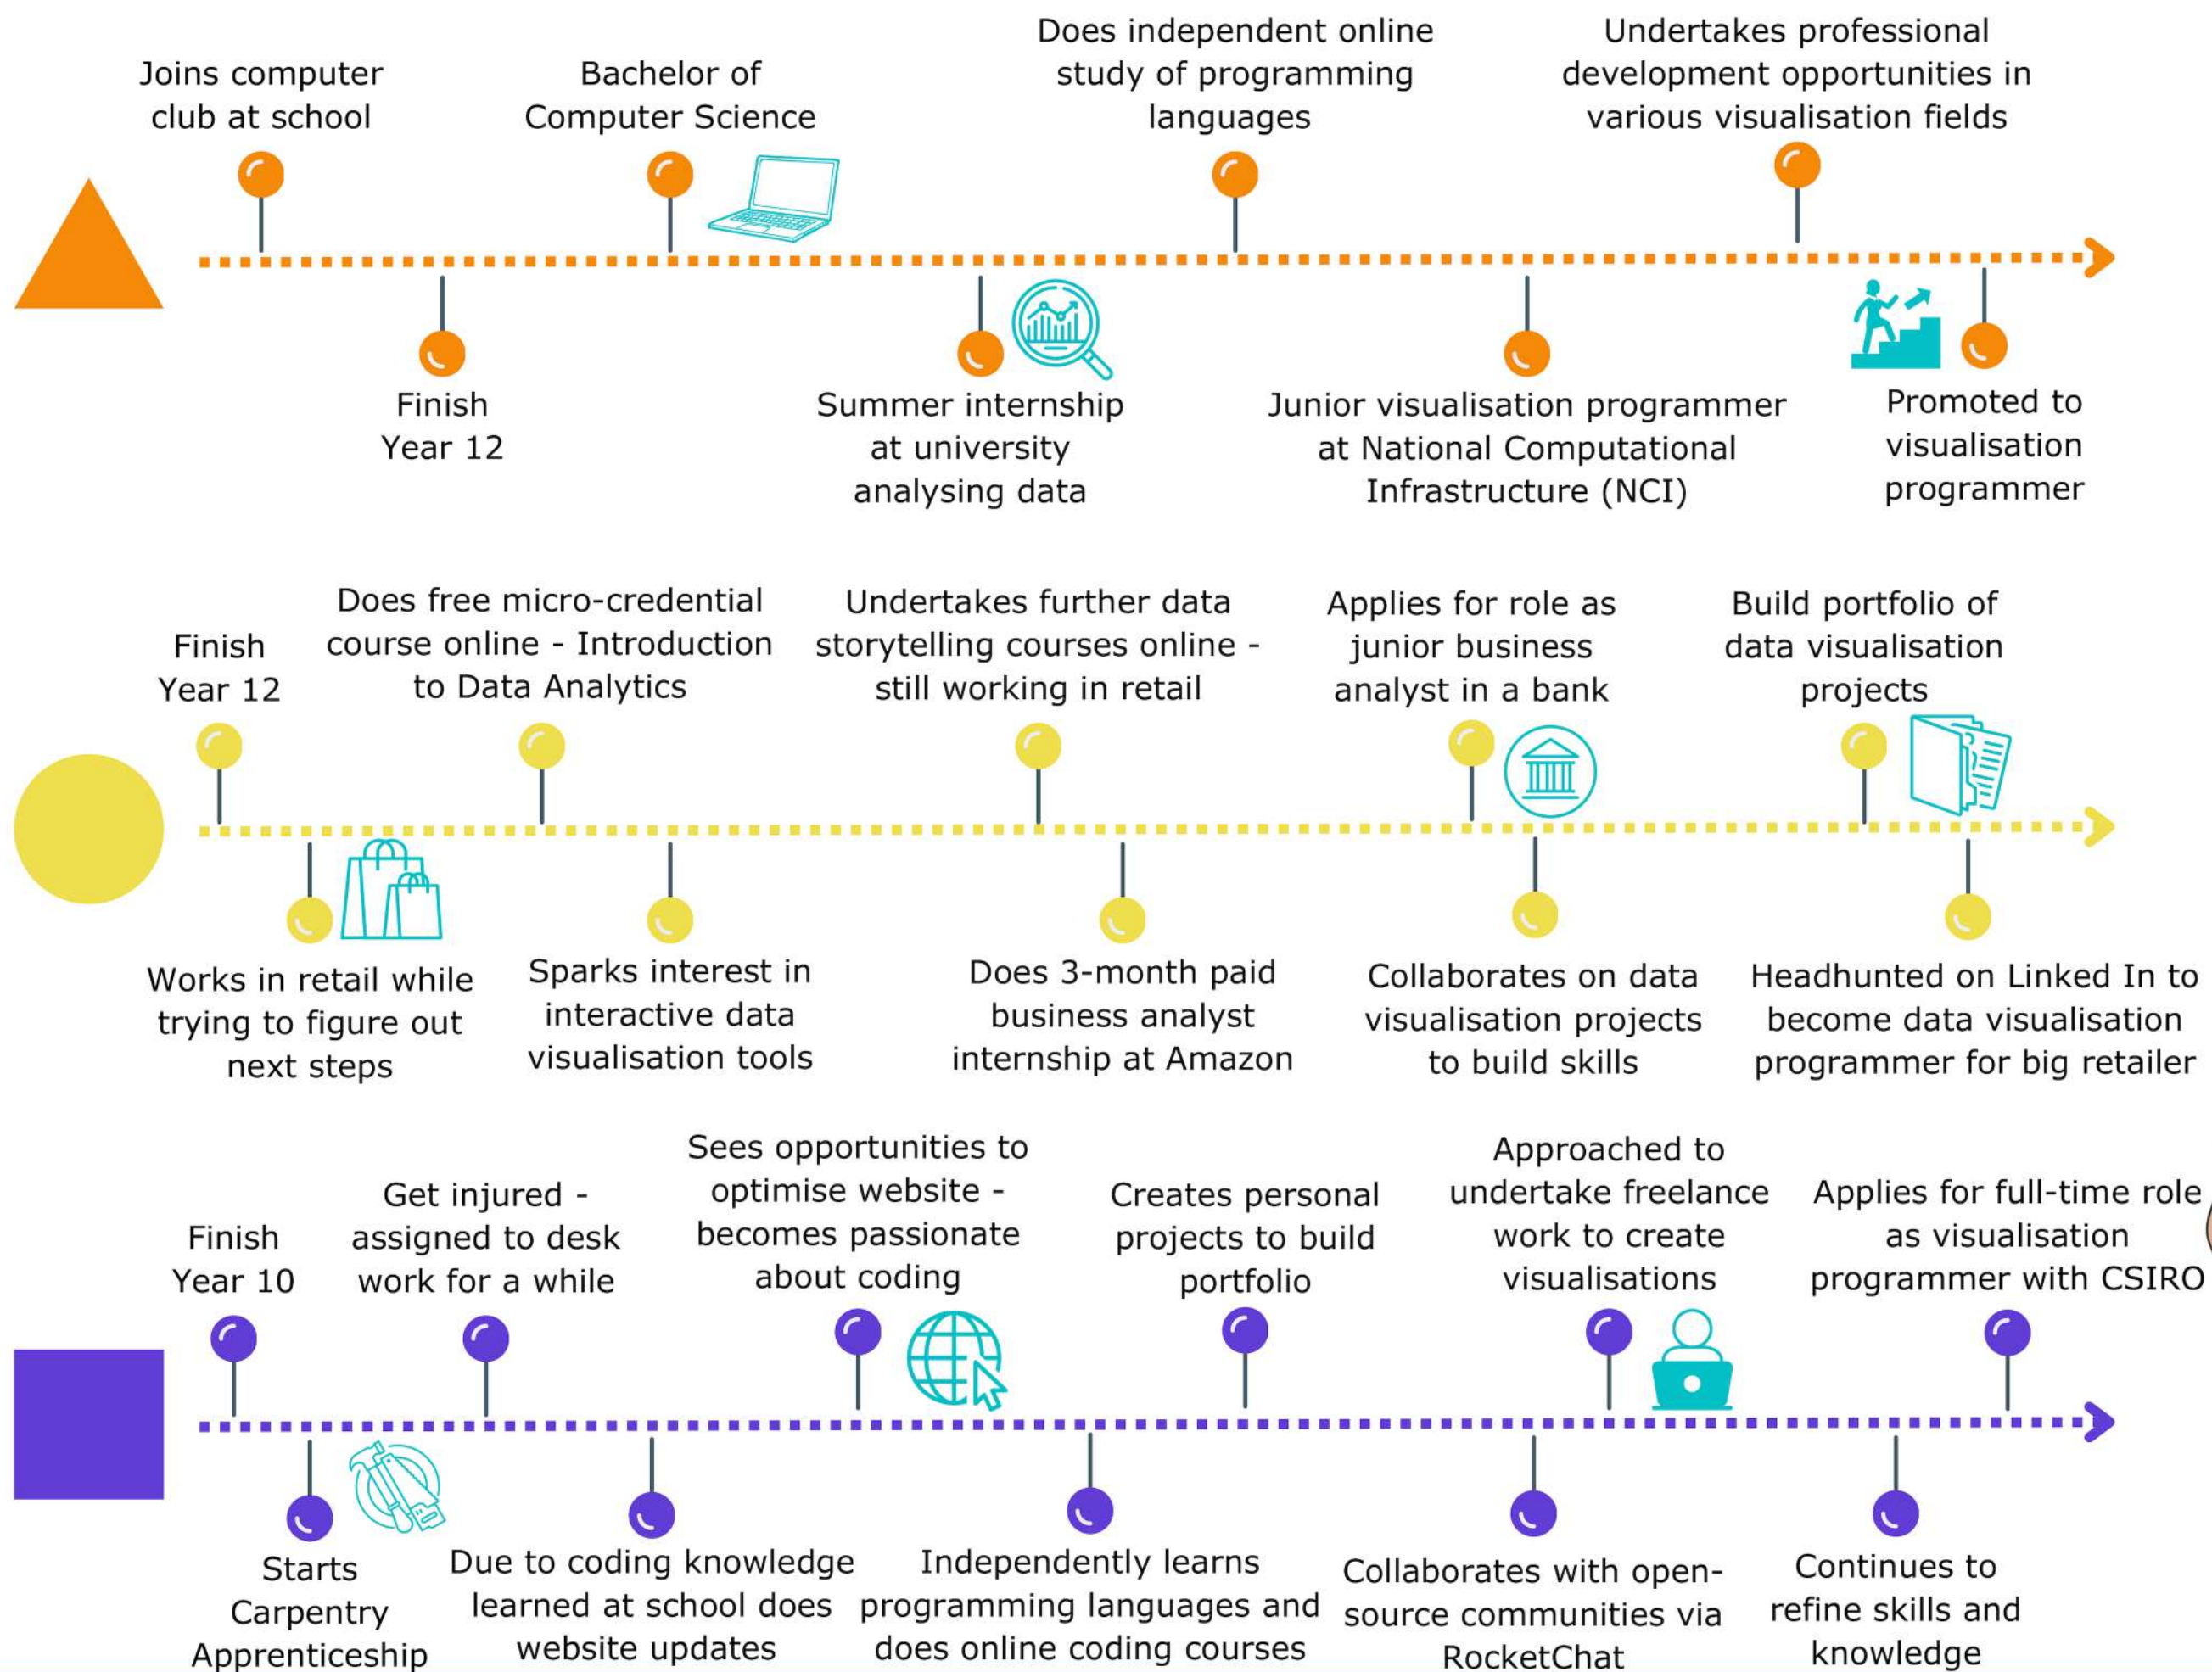 Joins computer
club at school
Finish
Year 12
Bachelor of
Computer Science
Summer internship
at university
analysing data
Does independent online
study of programming
languages
Junior visualisation programmer
at National Computational
Infrastructure (NCI)
Undertakes professional
development opportunities in
various visualisation fields
Promoted to
visualisation
programmer
Finish
Year 12
Works in retail while
trying to figure out
next steps
Does free micro-credential
course online - Introduction
to Data Analytics
Sparks interest in
interactive data
visualisation tools
Undertakes further data
storytelling courses online -
still working in retail
Does 3-month paid
business analyst
internship at Amazon
Applies for role as
junior business
analyst in a bank
Collaborates on data
visualisation projects
to build skills
Build portfolio of
data visualisation
projects
Headhunted on Linked In to
become data visualisation
programmer for big retailer
Finish
Year 10
Starts
Carpentry
Apprenticeship
Get injured -
assigned to desk
work for a while
Due to coding knowledge
learned at school does
website updates
Sees opportunities to
optimise website -
becomes passionate
about coding
Independently learns
programming languages and
does online coding courses
Creates personal
projects to build
portfolio
Collaborates with open-
source communities via
RocketChat
Approached to
undertake freelance
work to create
visualisations
Continues to
refine skills and
knowledge
Applies for full-time role
as visualisation
programmer with CSIRO